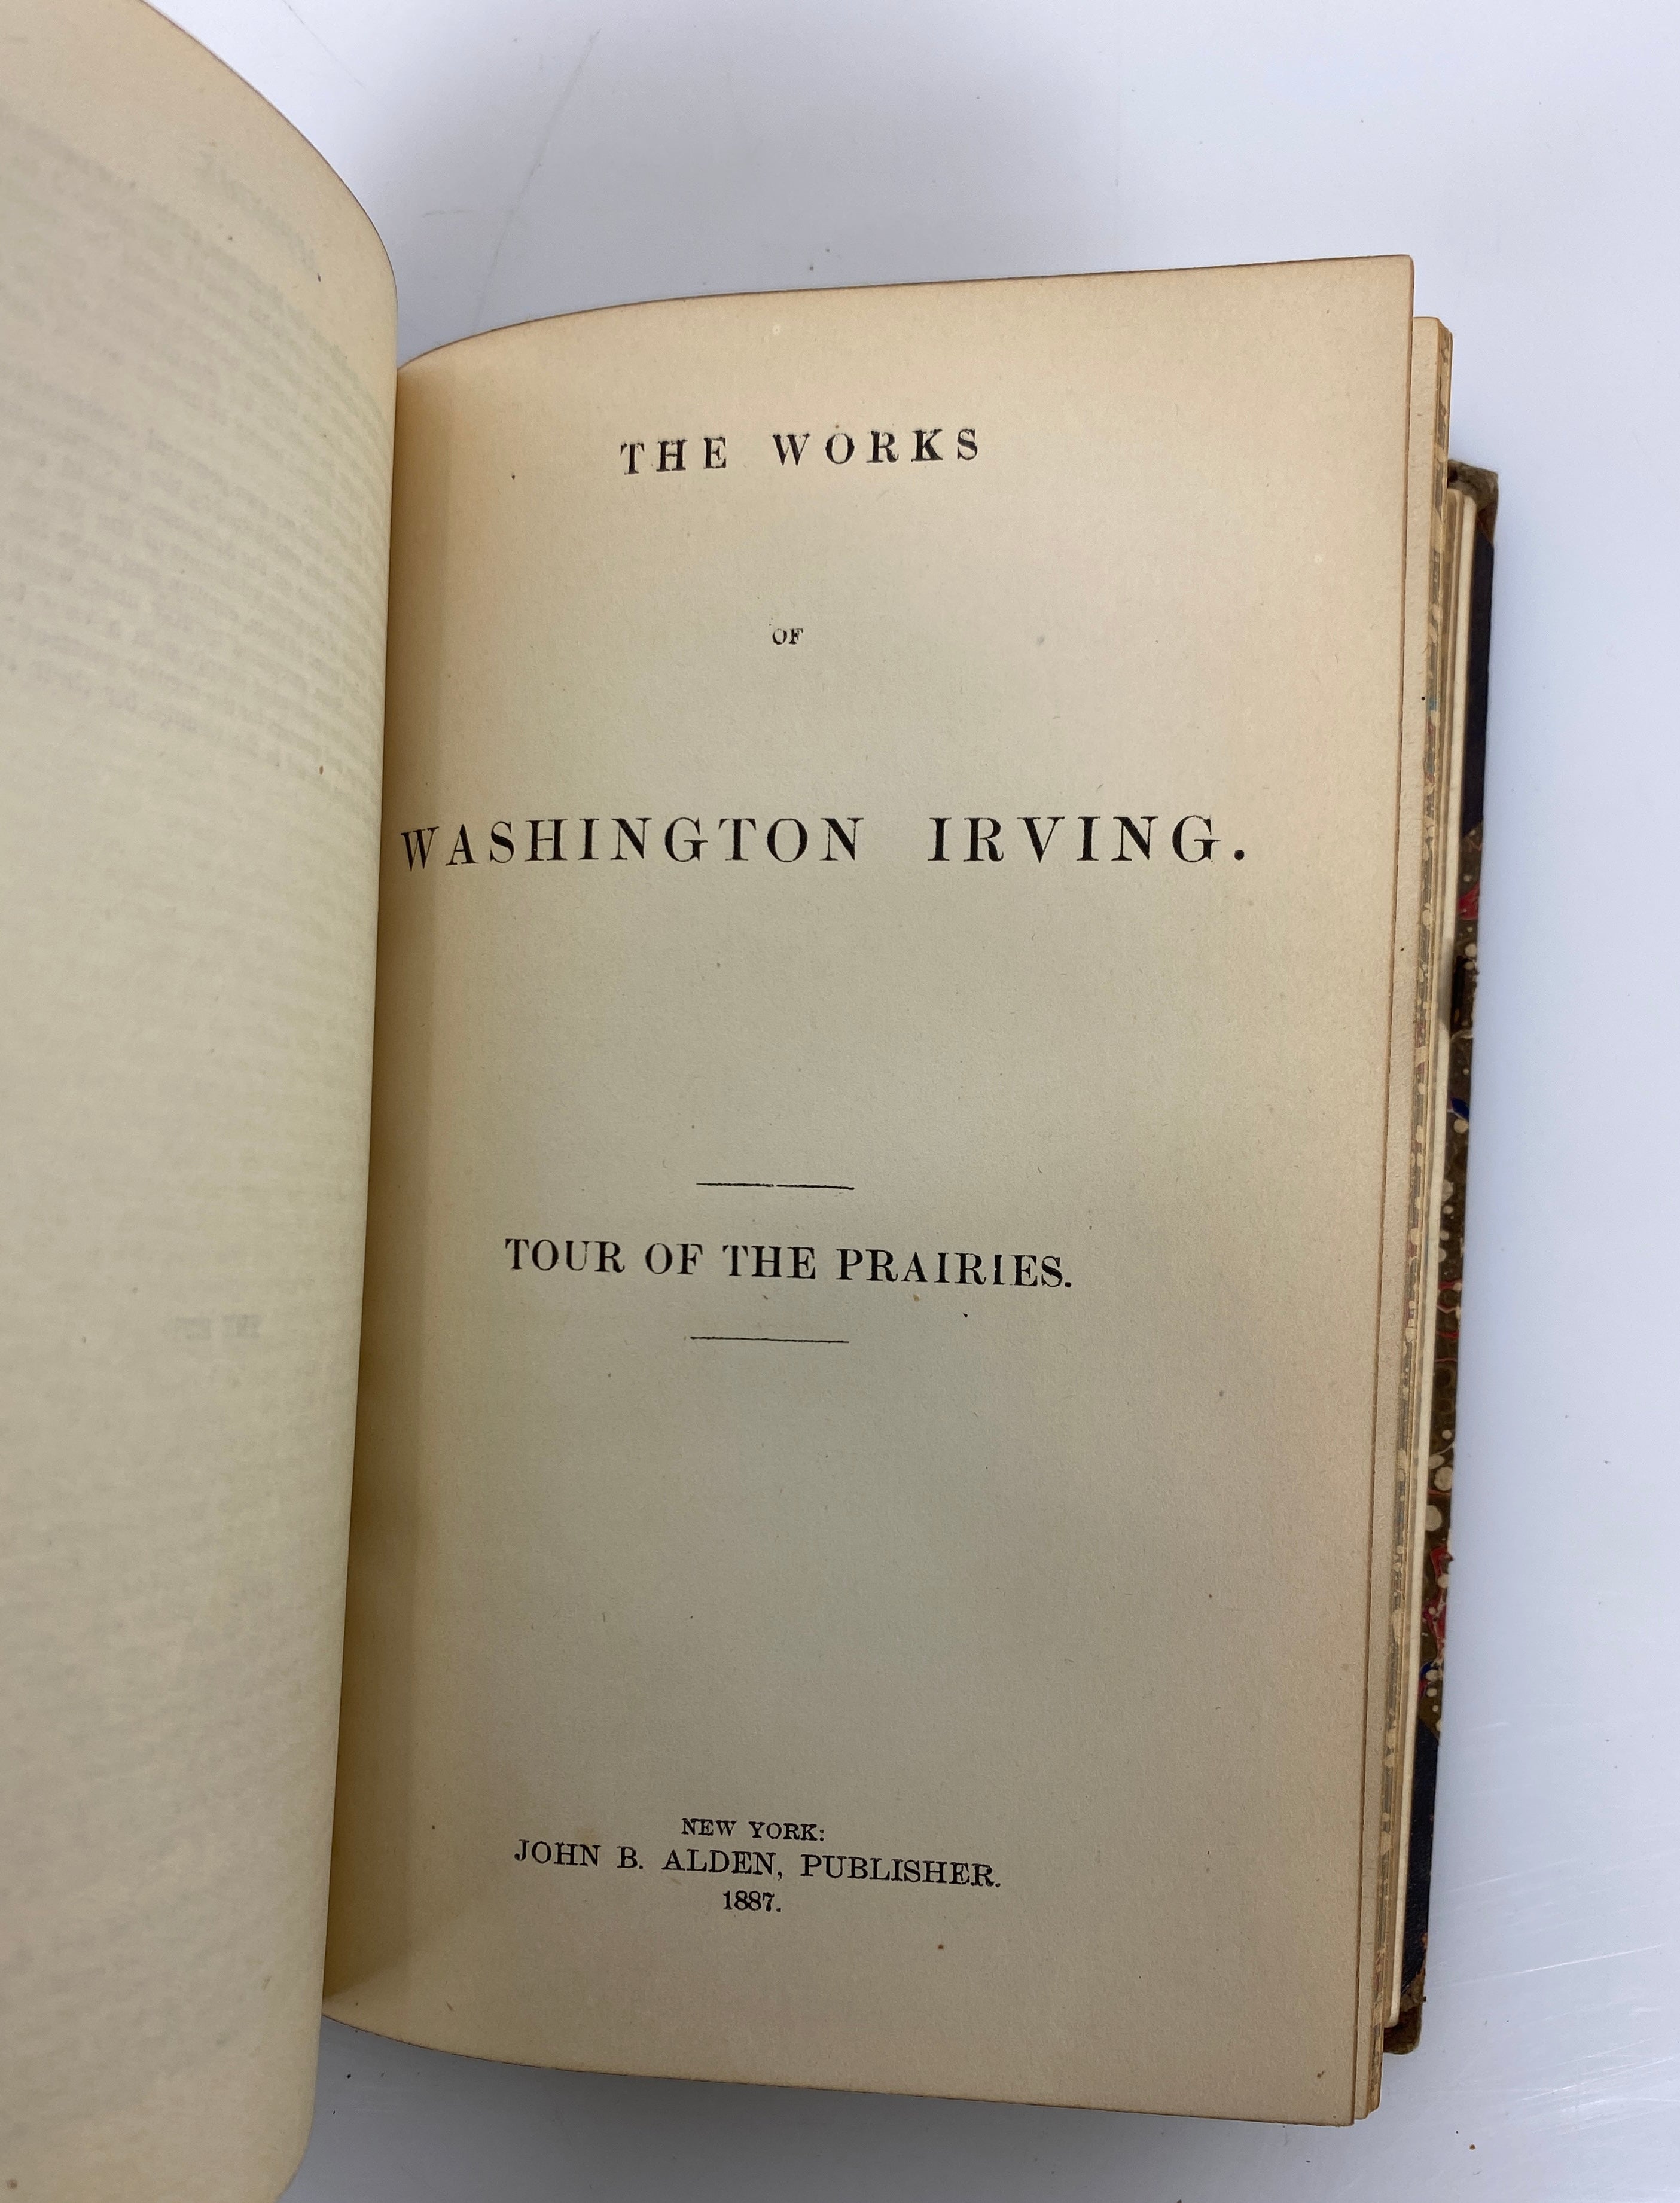 THE WORKS
OF
WASHINGTON IRVING.
TOUR OF THE PRAIRIES.
NEW YORK:
JOHN B. ALDEN, PUBLISHER.
1887.